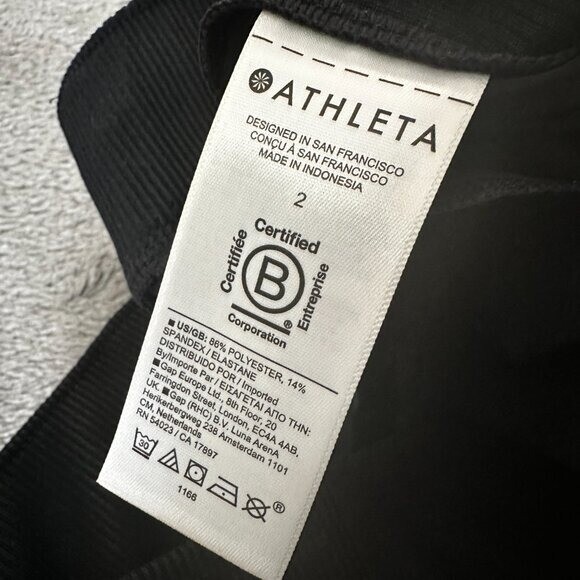 ATHLETA
DESIGNED IN SAN FRANCISCO
CONÇU À SAN FRANCISCO
MADE IN INDONESIA
2
Certified
Certifiée
B
Entreprise
Corporation ®
■ US/GB: 86% POLYESTER, 14%
SPANDEX / ELASTANE
DISTRIBUIDO POR / Imported
By/Importe Par / ΕΙΣΑΓΕΤΑΙ ΑΠΟ ΤΗΝ:
■ Gap Europe Ltd., 8th Floor, 20
Farringdon Street, London, EC4A 4AB,
UK. ■ Gap (RHC) B.V. Luna Arena
Herikerbergweg 238 Amsterdam 1101
CM, Netherlands
RN 54023 / CA 17897
30 ®
1166